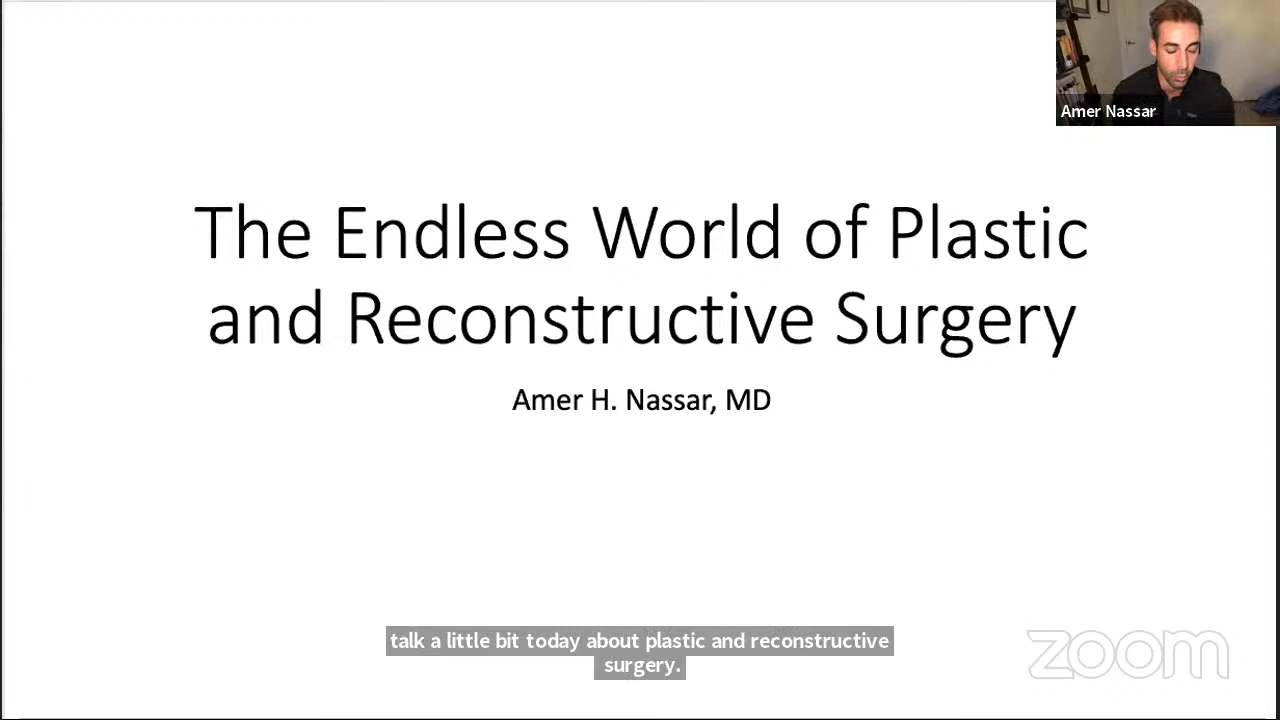 Amer Nassar
The Endless World of Plastic
and Reconstructive Surgery
Amer H. Nassar, MD
talk a little bit today about plastic and reconstructive
surgery.
zoom